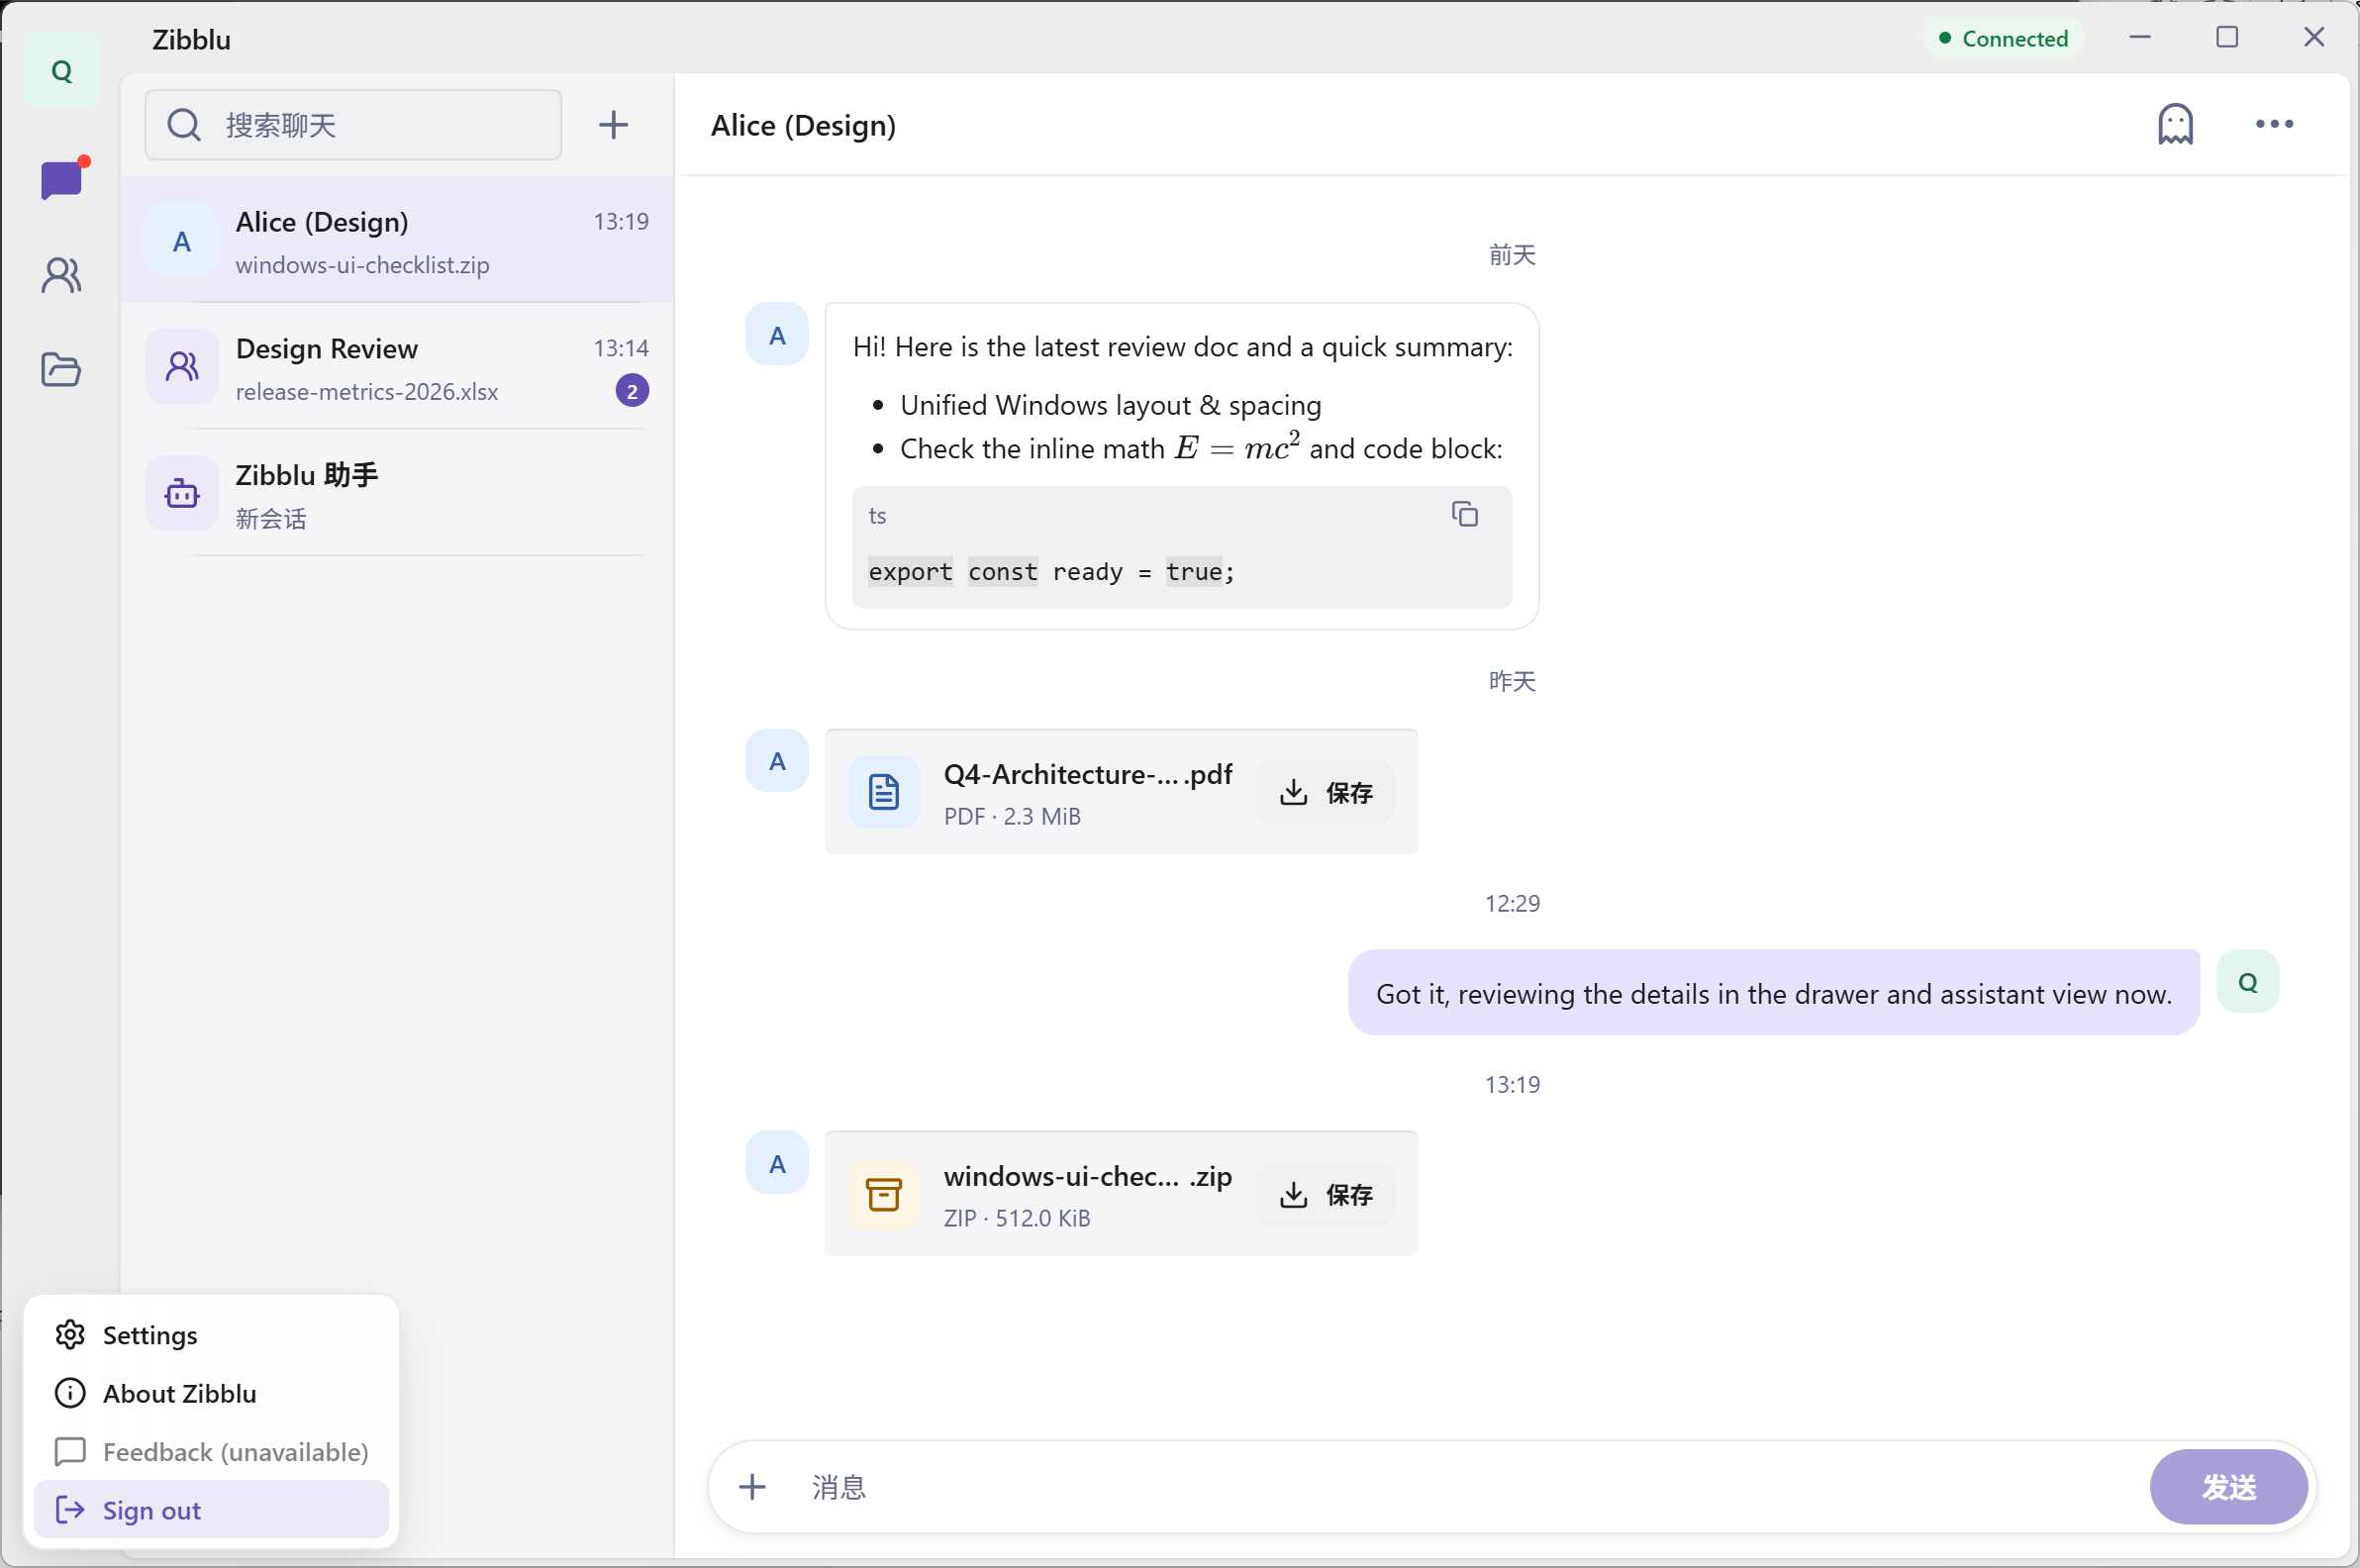 Zibblu
Connected
Q
搜索聊天
A
Alice (Design)
13:19
windows-ui-checklist.zip
Design Review
13:14
release-metrics-2026.xlsx
2
Zibblu 助手
新会话
Settings
About Zibblu
Feedback (unavailable)
Sign out
Alice (Design)
前天
A
Hi! Here is the latest review doc and a quick summary:
• Unified Windows layout & spacing
• Check the inline math E = mc² and code block:
ts
export const ready = true;
昨天
A
Q4-Architecture-... .pdf
PDF · 2.3 MiB
保存
12:29
Got it, reviewing the details in the drawer and assistant view now.
Q
13:19
A
windows-ui-chec... .zip
ZIP · 512.0 KiB
保存
消息
发送